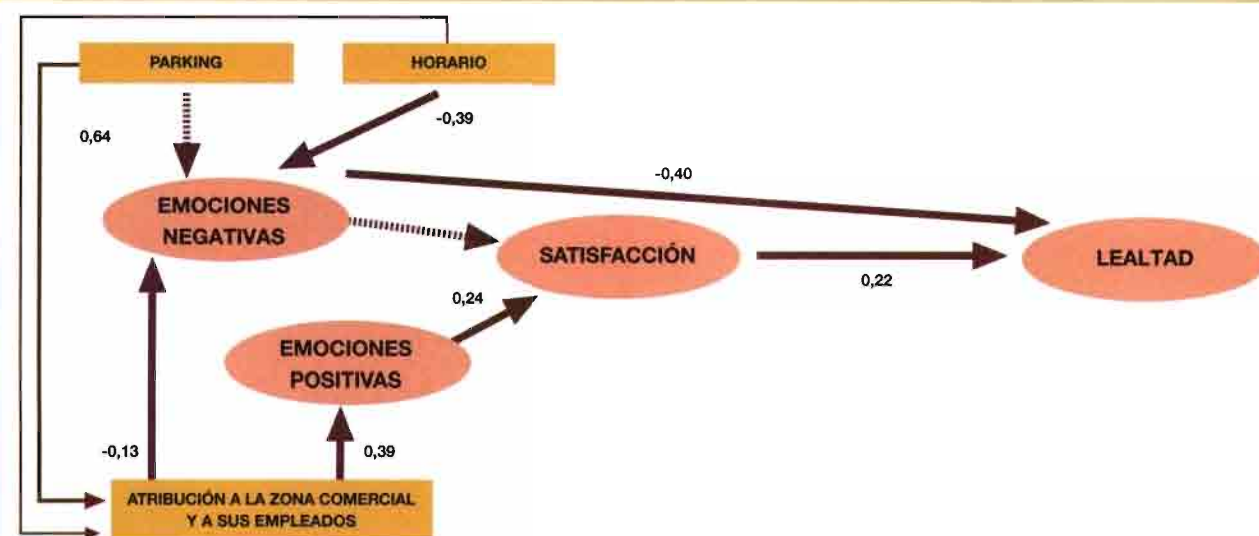 PARKING
HORARIO
0,64
-0,39
-0,40
EMOCIONES
NEGATIVAS
SATISFACCIÓN
LEALTAD
0,24
0,22
EMOCIONES
POSITIVAS
-0,13
0,39
ATRIBUCIÓN A LA ZONA COMERCIAL
Y A SUS EMPLEADOS